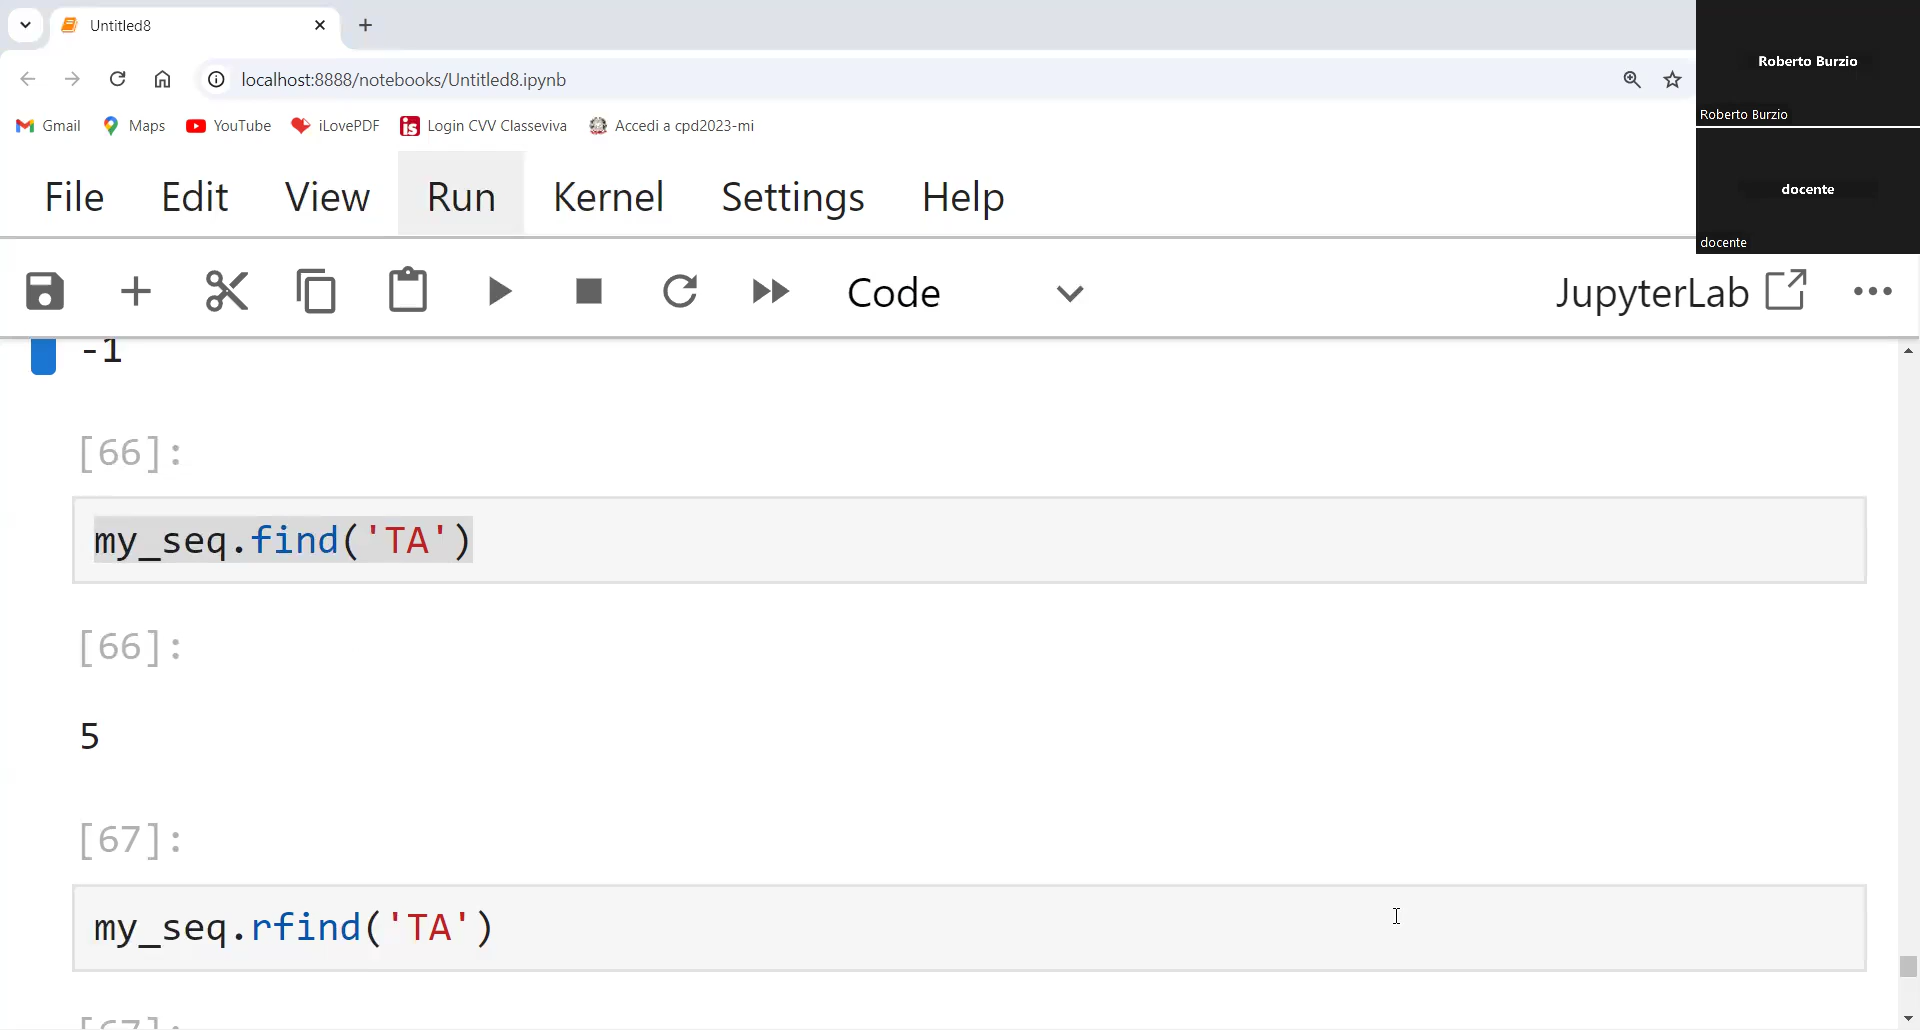 Untitled8
localhost:8888/notebooks/Untitled8.ipynb
Gmail Maps YouTube iLovePDF Login CVV Classeviva Accedi a cpd2023-mi
Roberto Burzio
Roberto Burzio
docente
docente
File Edit View Run Kernel Settings Help
Code JupyterLab
-1
[66]:
my_seq.find('TA')
[66]:
5
[67]:
my_seq.rfind('TA')
[67]: